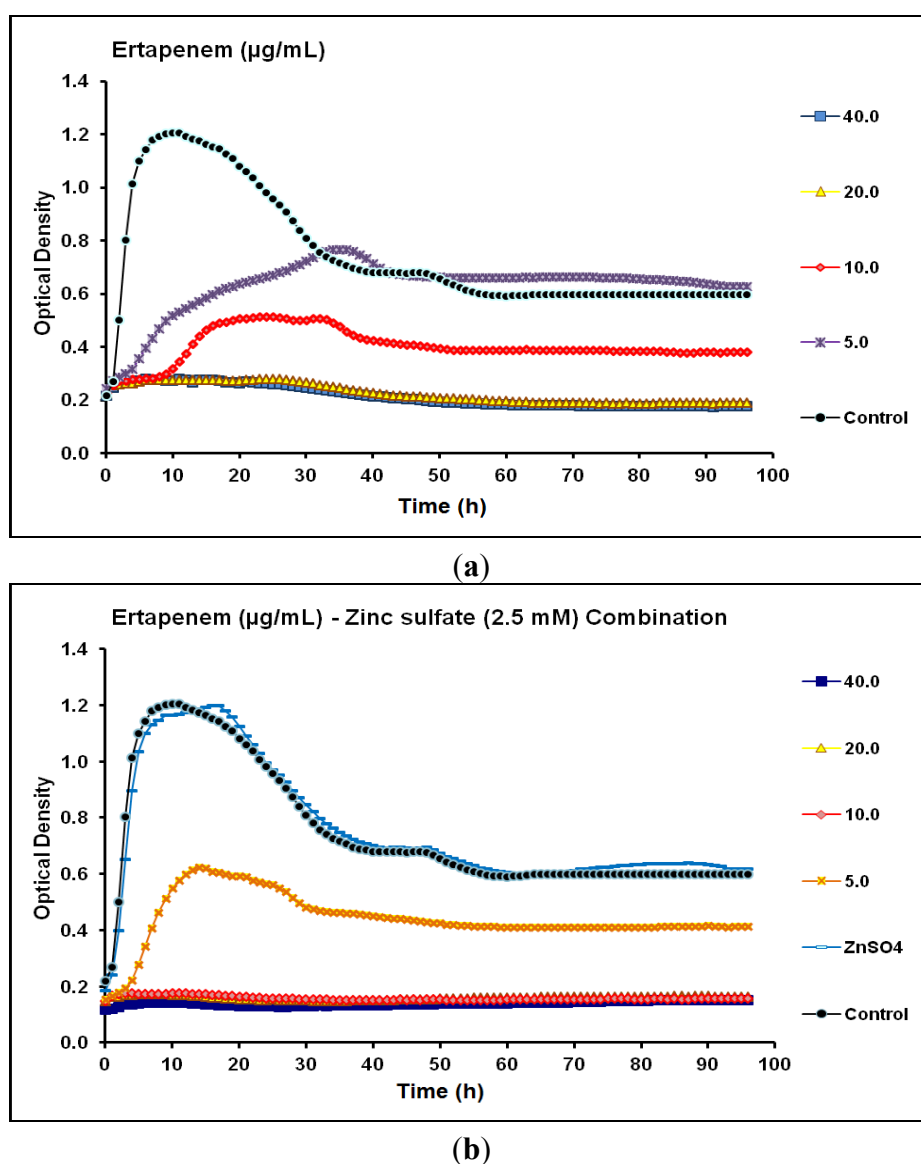 Ertapenem (µg/mL)
1.4
1.2
1.0
0.8
0.6
0.4
0.2
0.0
Optical Density
0 10 20 30 40 50 60 70 80 90 100
Time (h)
40.0
20.0
10.0
5.0
Control
(a)
Ertapenem (µg/mL) - Zinc sulfate (2.5 mM) Combination
1.4
1.2
1.0
0.8
0.6
0.4
0.2
0.0
Optical Density
0 10 20 30 40 50 60 70 80 90 100
Time (h)
40.0
20.0
10.0
5.0
ZnSO4
Control
(b)